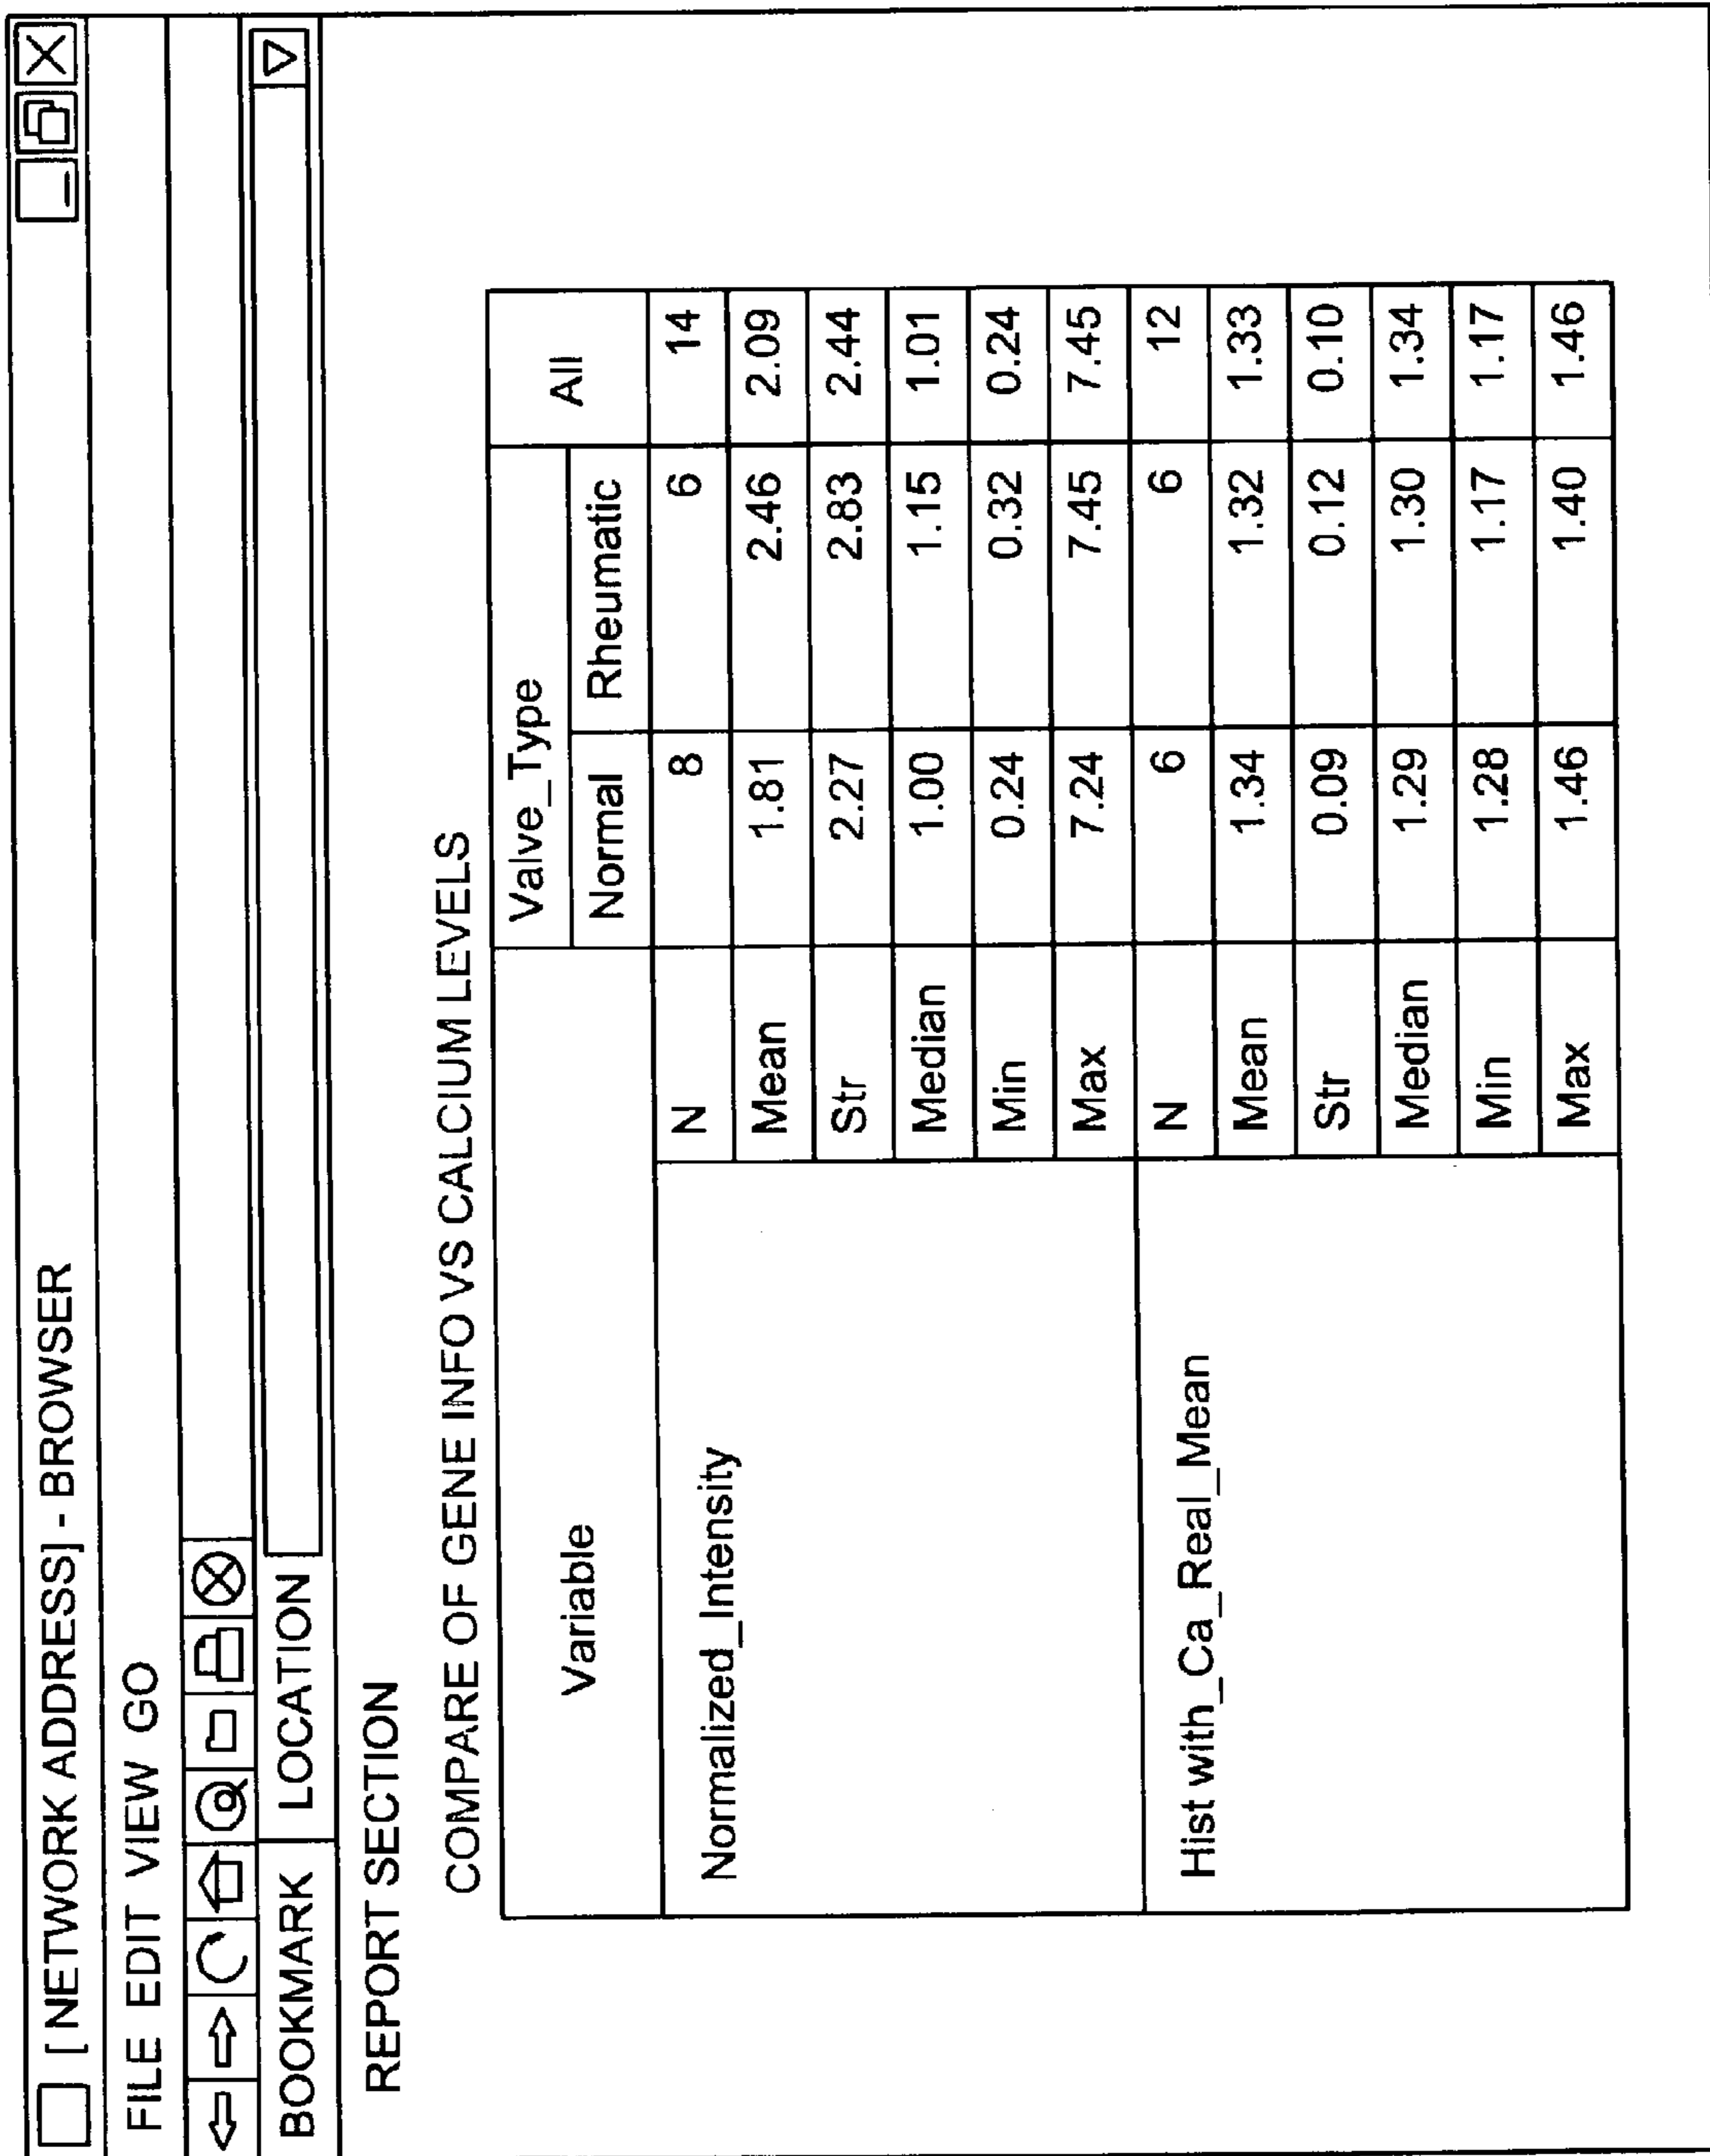 [ NETWORK ADDRESS] - BROWSER
FILE EDIT VIEW GO
BOOKMARK LOCATION
REPORT SECTION
COMPARE OF GENE INFO VS CALCIUM LEVELS
Variable Valve_Type All
Normal Rheumatic
Normalized_Intensity N 8 6 14
Mean 1.81 2.46 2.09
Str 2.27 2.83 2.44
Median 1.00 1.15 1.01
Min 0.24 0.32 0.24
Max 7.24 7.45 7.45
Hist with_Ca_Real_Mean N 6 6 12
Mean 1.34 1.32 1.33
Str 0.09 0.12 0.10
Median 1.29 1.30 1.34
Min 1.28 1.17 1.17
Max 1.46 1.40 1.46